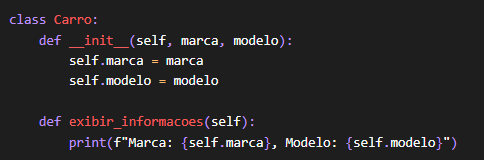 class Carro:
    def __init__(self, marca, modelo):
        self.marca = marca
        self.modelo = modelo

    def exibir_informacoes(self):
        print(f"Marca: {self.marca}, Modelo: {self.modelo}")